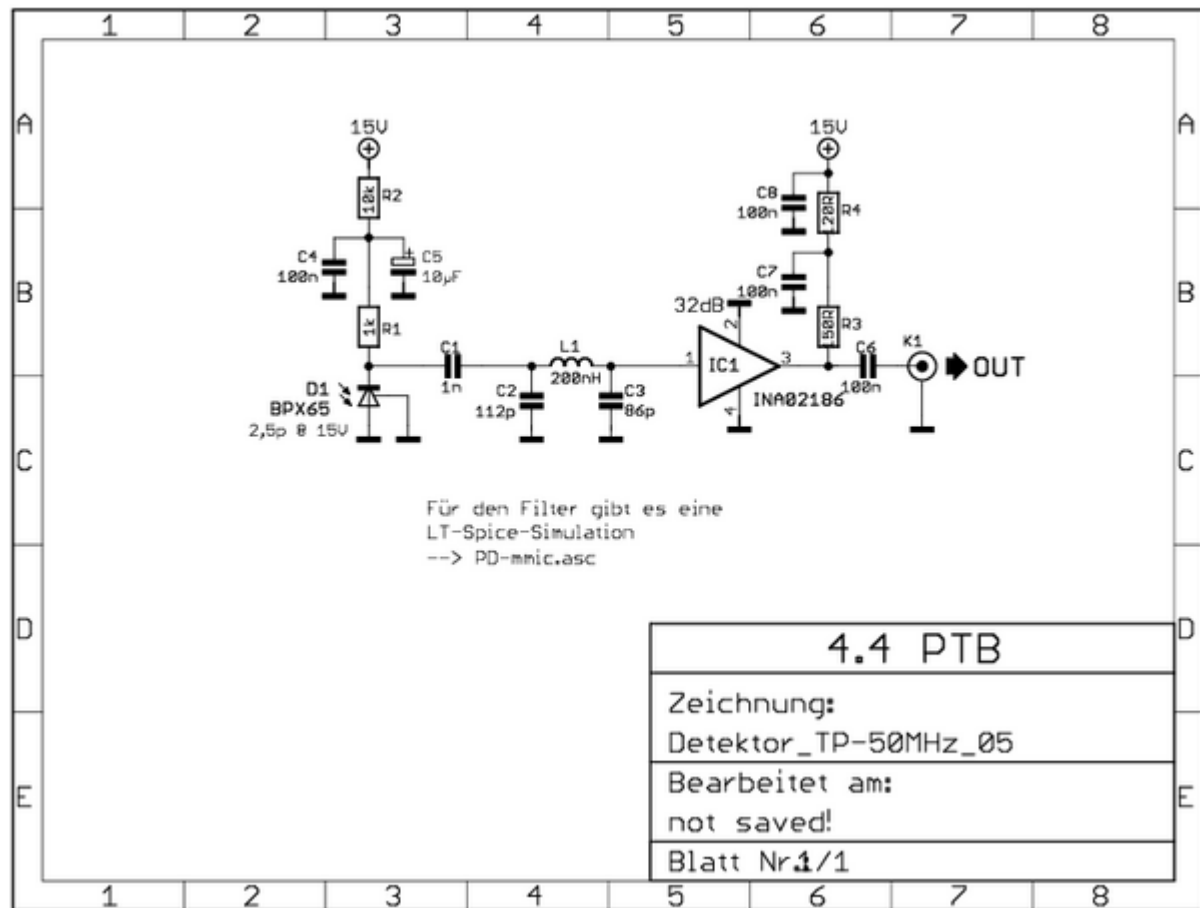 1 2 3 4 5 6 7 8
A A
B B
C C
D D
E E
15V
10k R2
C4
100n
C5
10µF
1k R1
C1
1n
D1
BPX65
2,5p @ 15V
C2
112p
L1
200nH
C3
86p
32dB
1 IC1 3
2
4
INA02186
15V
C8
100n
120R R4
C7
100n
150R R3
C6
100n
K1
OUT
Für den Filter gibt es eine
LT-Spice-Simulation
--> PD-mmic.asc
4.4 PTB
Zeichnung:
Detektor_TP-50MHz_05
Bearbeitet am:
not saved!
Blatt Nr.1/1
1 2 3 4 5 6 7 8